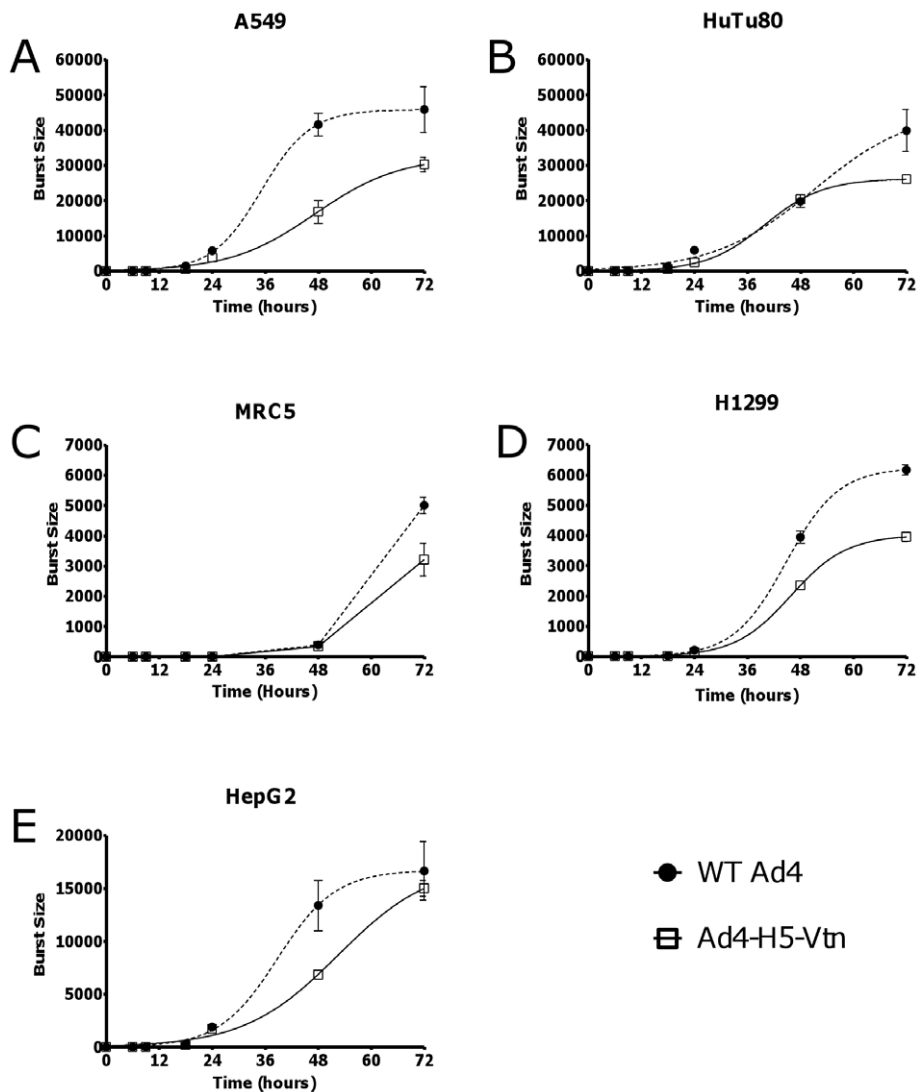 A549
A
60000
50000
40000
30000
20000
10000
0
Burst Size
0 12 24 36 48 60 72
Time (hours)
HuTu80
B
60000
50000
40000
30000
20000
10000
0
Burst Size
0 12 24 36 48 60 72
Time (hours)
MRC5
C
7000
6000
5000
4000
3000
2000
1000
0
Burst Size
0 12 24 36 48 60 72
Time (Hours)
H1299
D
7000
6000
5000
4000
3000
2000
1000
0
Burst Size
0 12 24 36 48 60 72
Time (hours)
HepG2
E
20000
15000
10000
5000
0
Burst Size
0 12 24 36 48 60 72
Time (hours)
WT Ad4
Ad4-H5-Vtn